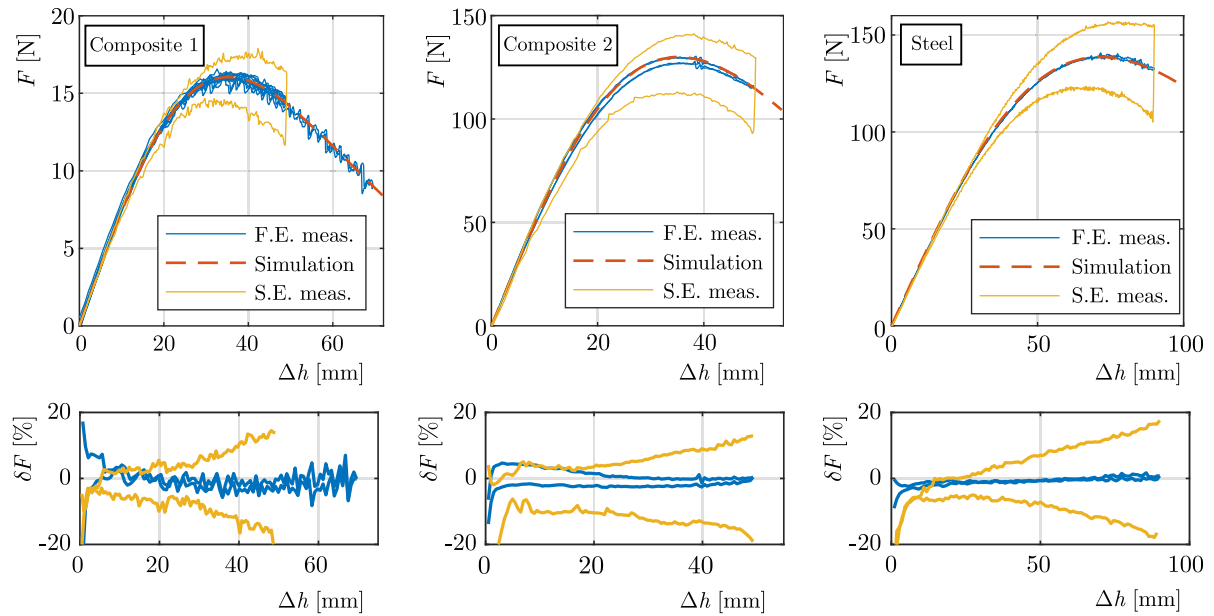 F [N]
20
15
10
5
0
Composite 1
F.E. meas.
Simulation
S.E. meas.
0 20 40 60
Δh [mm]
F [N]
150
100
50
0
Composite 2
F.E. meas.
Simulation
S.E. meas.
0 20 40
Δh [mm]
F [N]
150
100
50
0
Steel
F.E. meas.
Simulation
S.E. meas.
0 50 100
Δh [mm]
δF [%]
20
0
-20
0 20 40 60
Δh [mm]
δF [%]
20
0
-20
0 20 40
Δh [mm]
δF [%]
20
0
-20
0 50 100
Δh [mm]